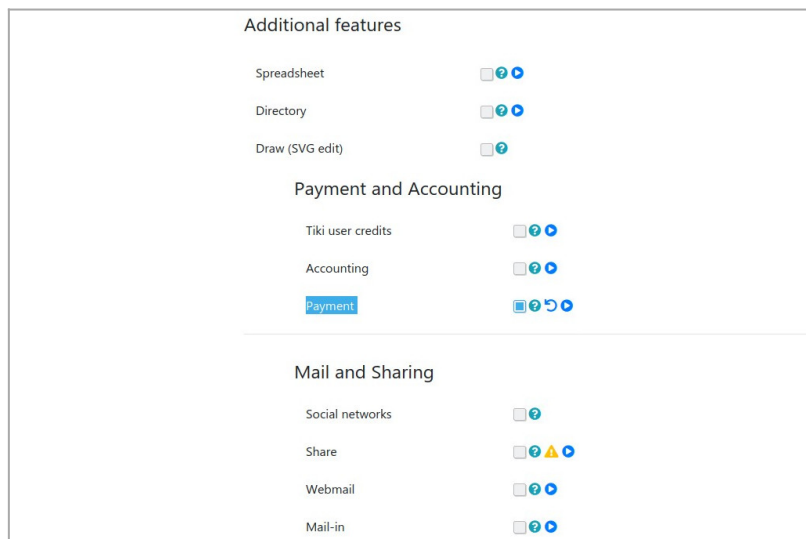 Additional features
Spreadsheet
Directory
Draw (SVG edit)
Payment and Accounting
Tiki user credits
Accounting
Payment
Mail and Sharing
Social networks
Share
Webmail
Mail-in